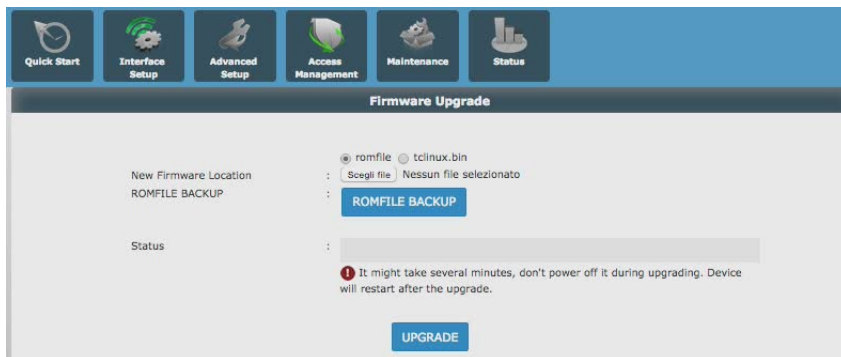 Quick Start
Interface Setup
Advanced Setup
Access Management
Maintenance
Status
Firmware Upgrade
romfile tclinux.bin
New Firmware Location : Scegli file Nessun file selezionato
ROMFILE BACKUP : ROMFILE BACKUP
Status :
It might take several minutes, don't power off it during upgrading. Device
will restart after the upgrade.
UPGRADE